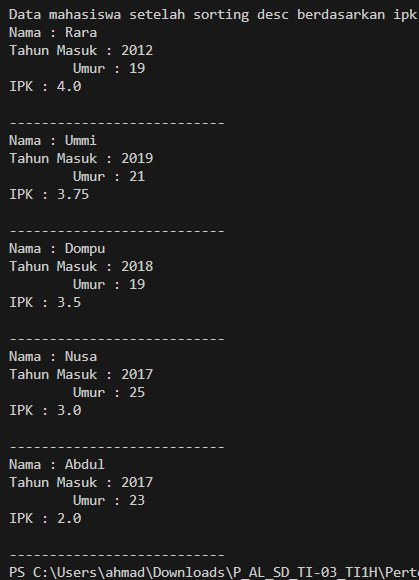 Data mahasiswa setelah sorting desc berdasarkan ipk
Nama : Rara
Tahun Masuk : 2012
Umur : 19
IPK : 4.0
---------------------------
Nama : Ummi
Tahun Masuk : 2019
Umur : 21
IPK : 3.75
---------------------------
Nama : Dompu
Tahun Masuk : 2018
Umur : 19
IPK : 3.5
---------------------------
Nama : Nusa
Tahun Masuk : 2017
Umur : 25
IPK : 3.0
---------------------------
Nama : Abdul
Tahun Masuk : 2017
Umur : 23
IPK : 2.0
---------------------------
PS C:\Users\ahmad\Downloads\P_AL_SD_TI-03_TI1H\Perte